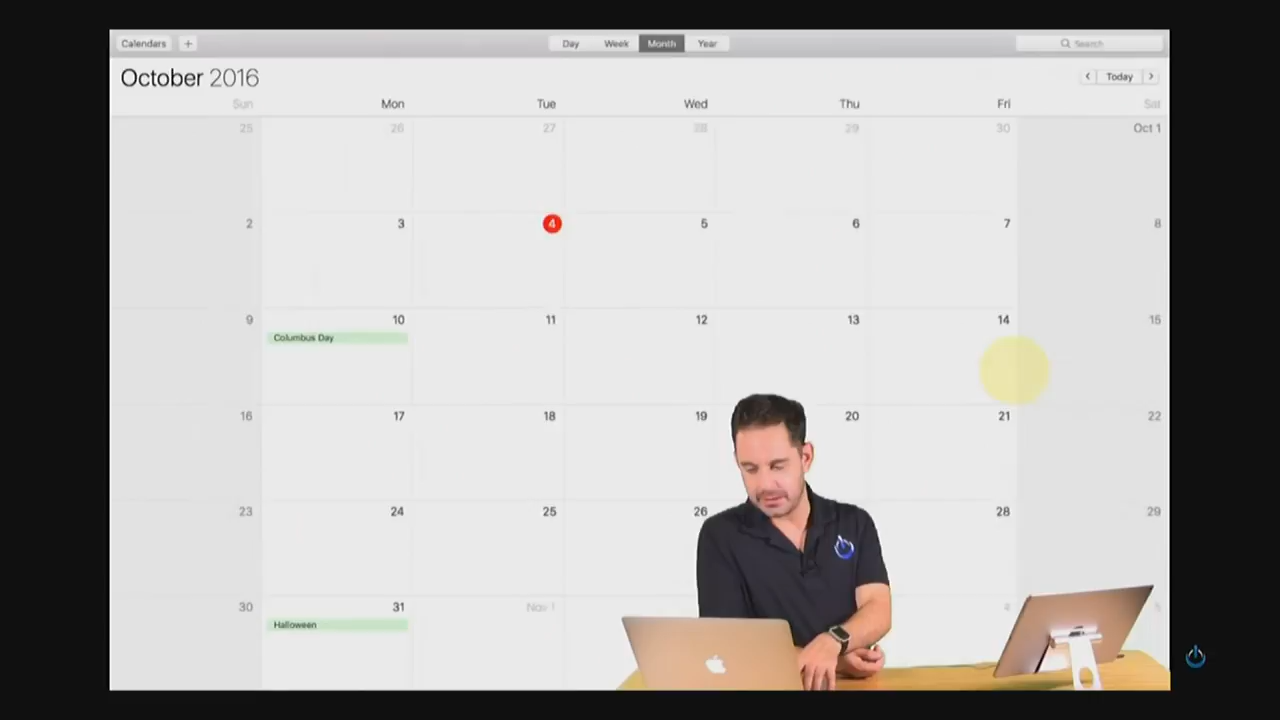 Calendars +
Day Week Month Year
Search
October 2016
< Today >
Sun Mon Tue Wed Thu Fri Sat
25 26 27 28 29 30 Oct 1
2 3 4 5 6 7 8
9 10 11 12 13 14 15
Columbus Day
16 17 18 19 20 21 22
23 24 25 26 28 29
30 31 Nov 1 4 5
Halloween